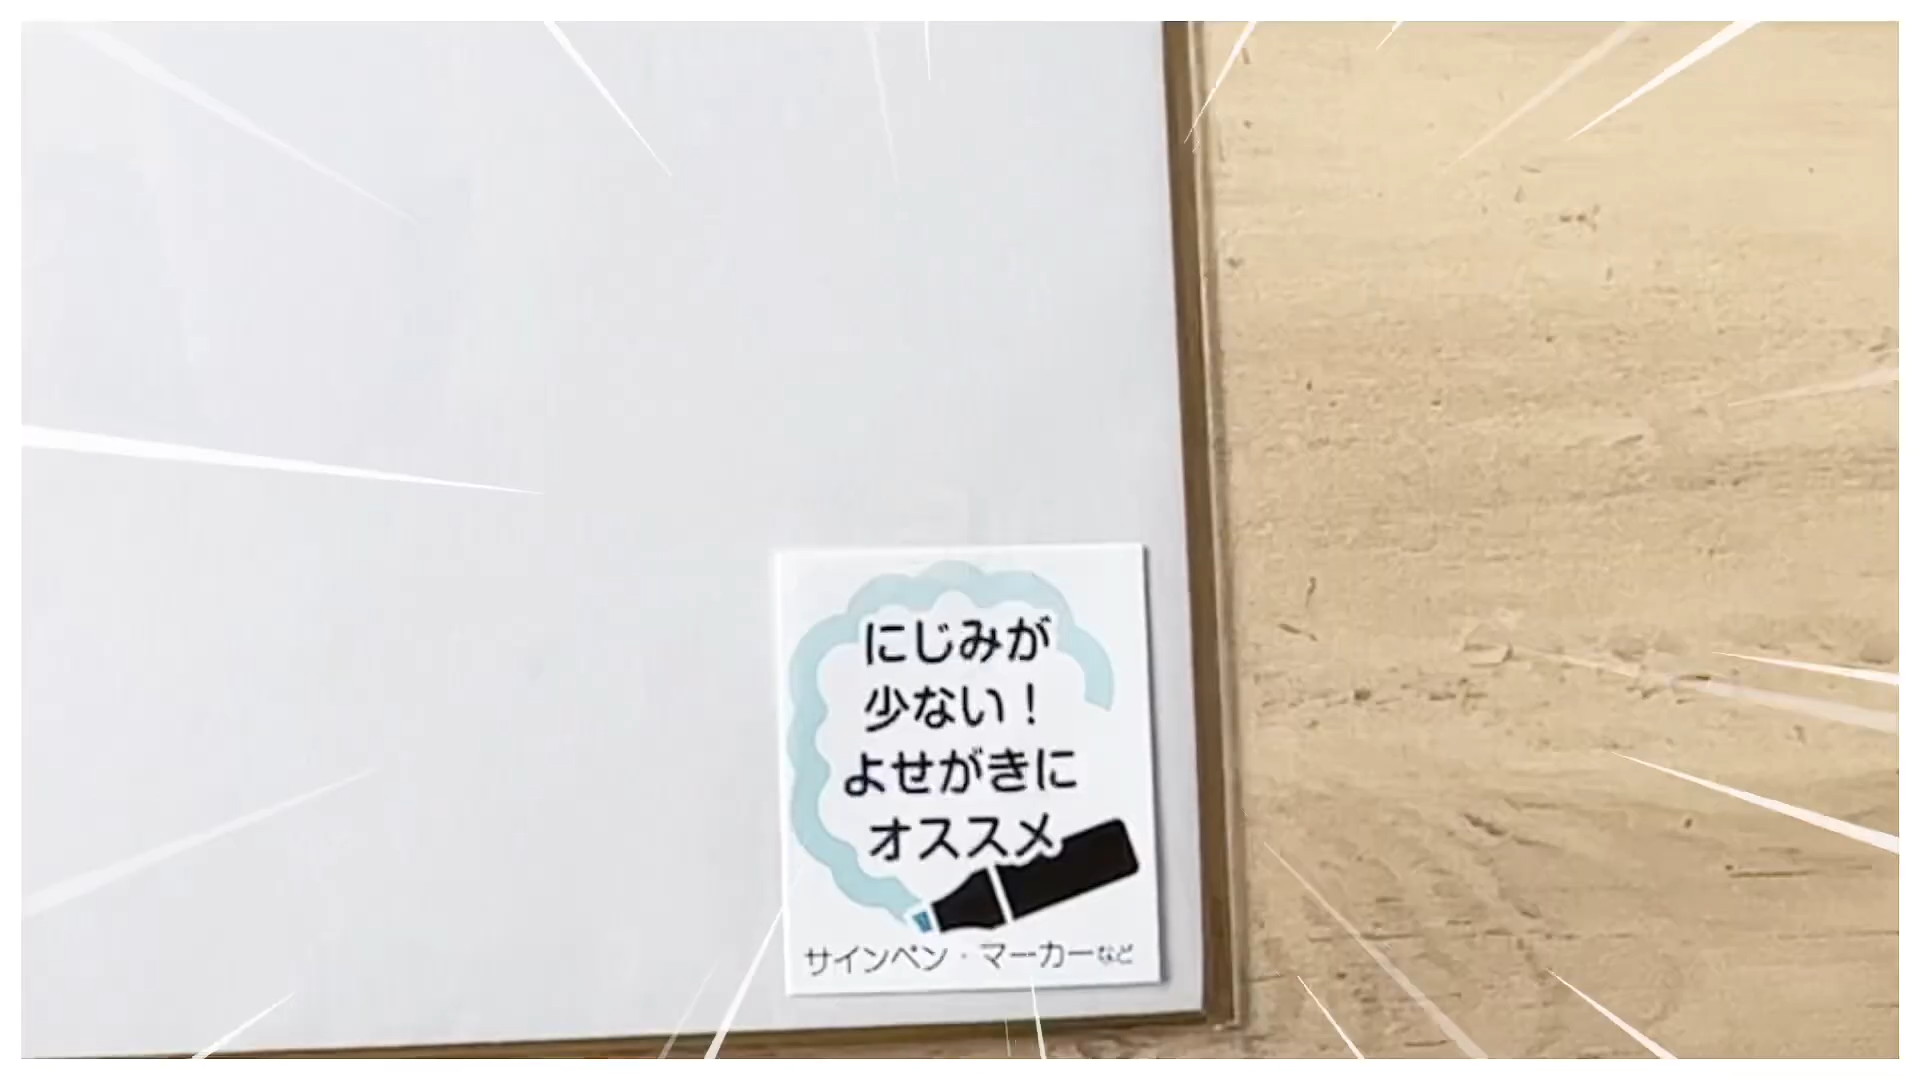 にじみが
少ない！
よせがきに
オススメ
サインペン・マーカーなど